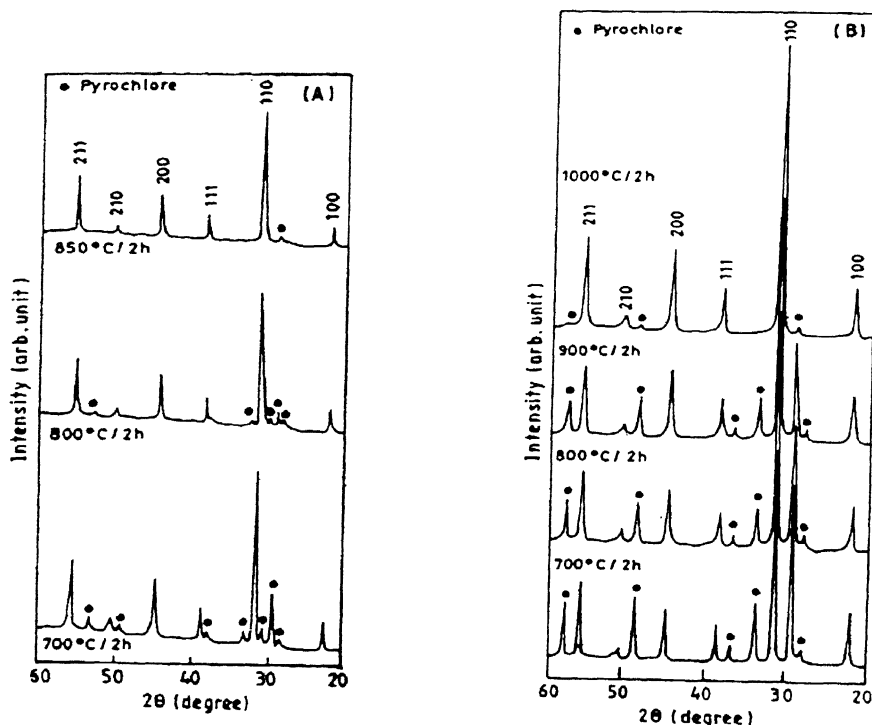 ● Pyrochlore (A)
211
210
200
111
110
100
850°C/2h
800°C/2h
700°C/2h
Intensity (arb.unit)
60 50 40 30 20
2θ (degree)
● Pyrochlore (B)
110
1000°C/2h
211
210
200
111
100
900°C/2h
800°C/2h
700°C/2h
Intensity (arb. unit)
60 50 40 30 20
2θ (degree)